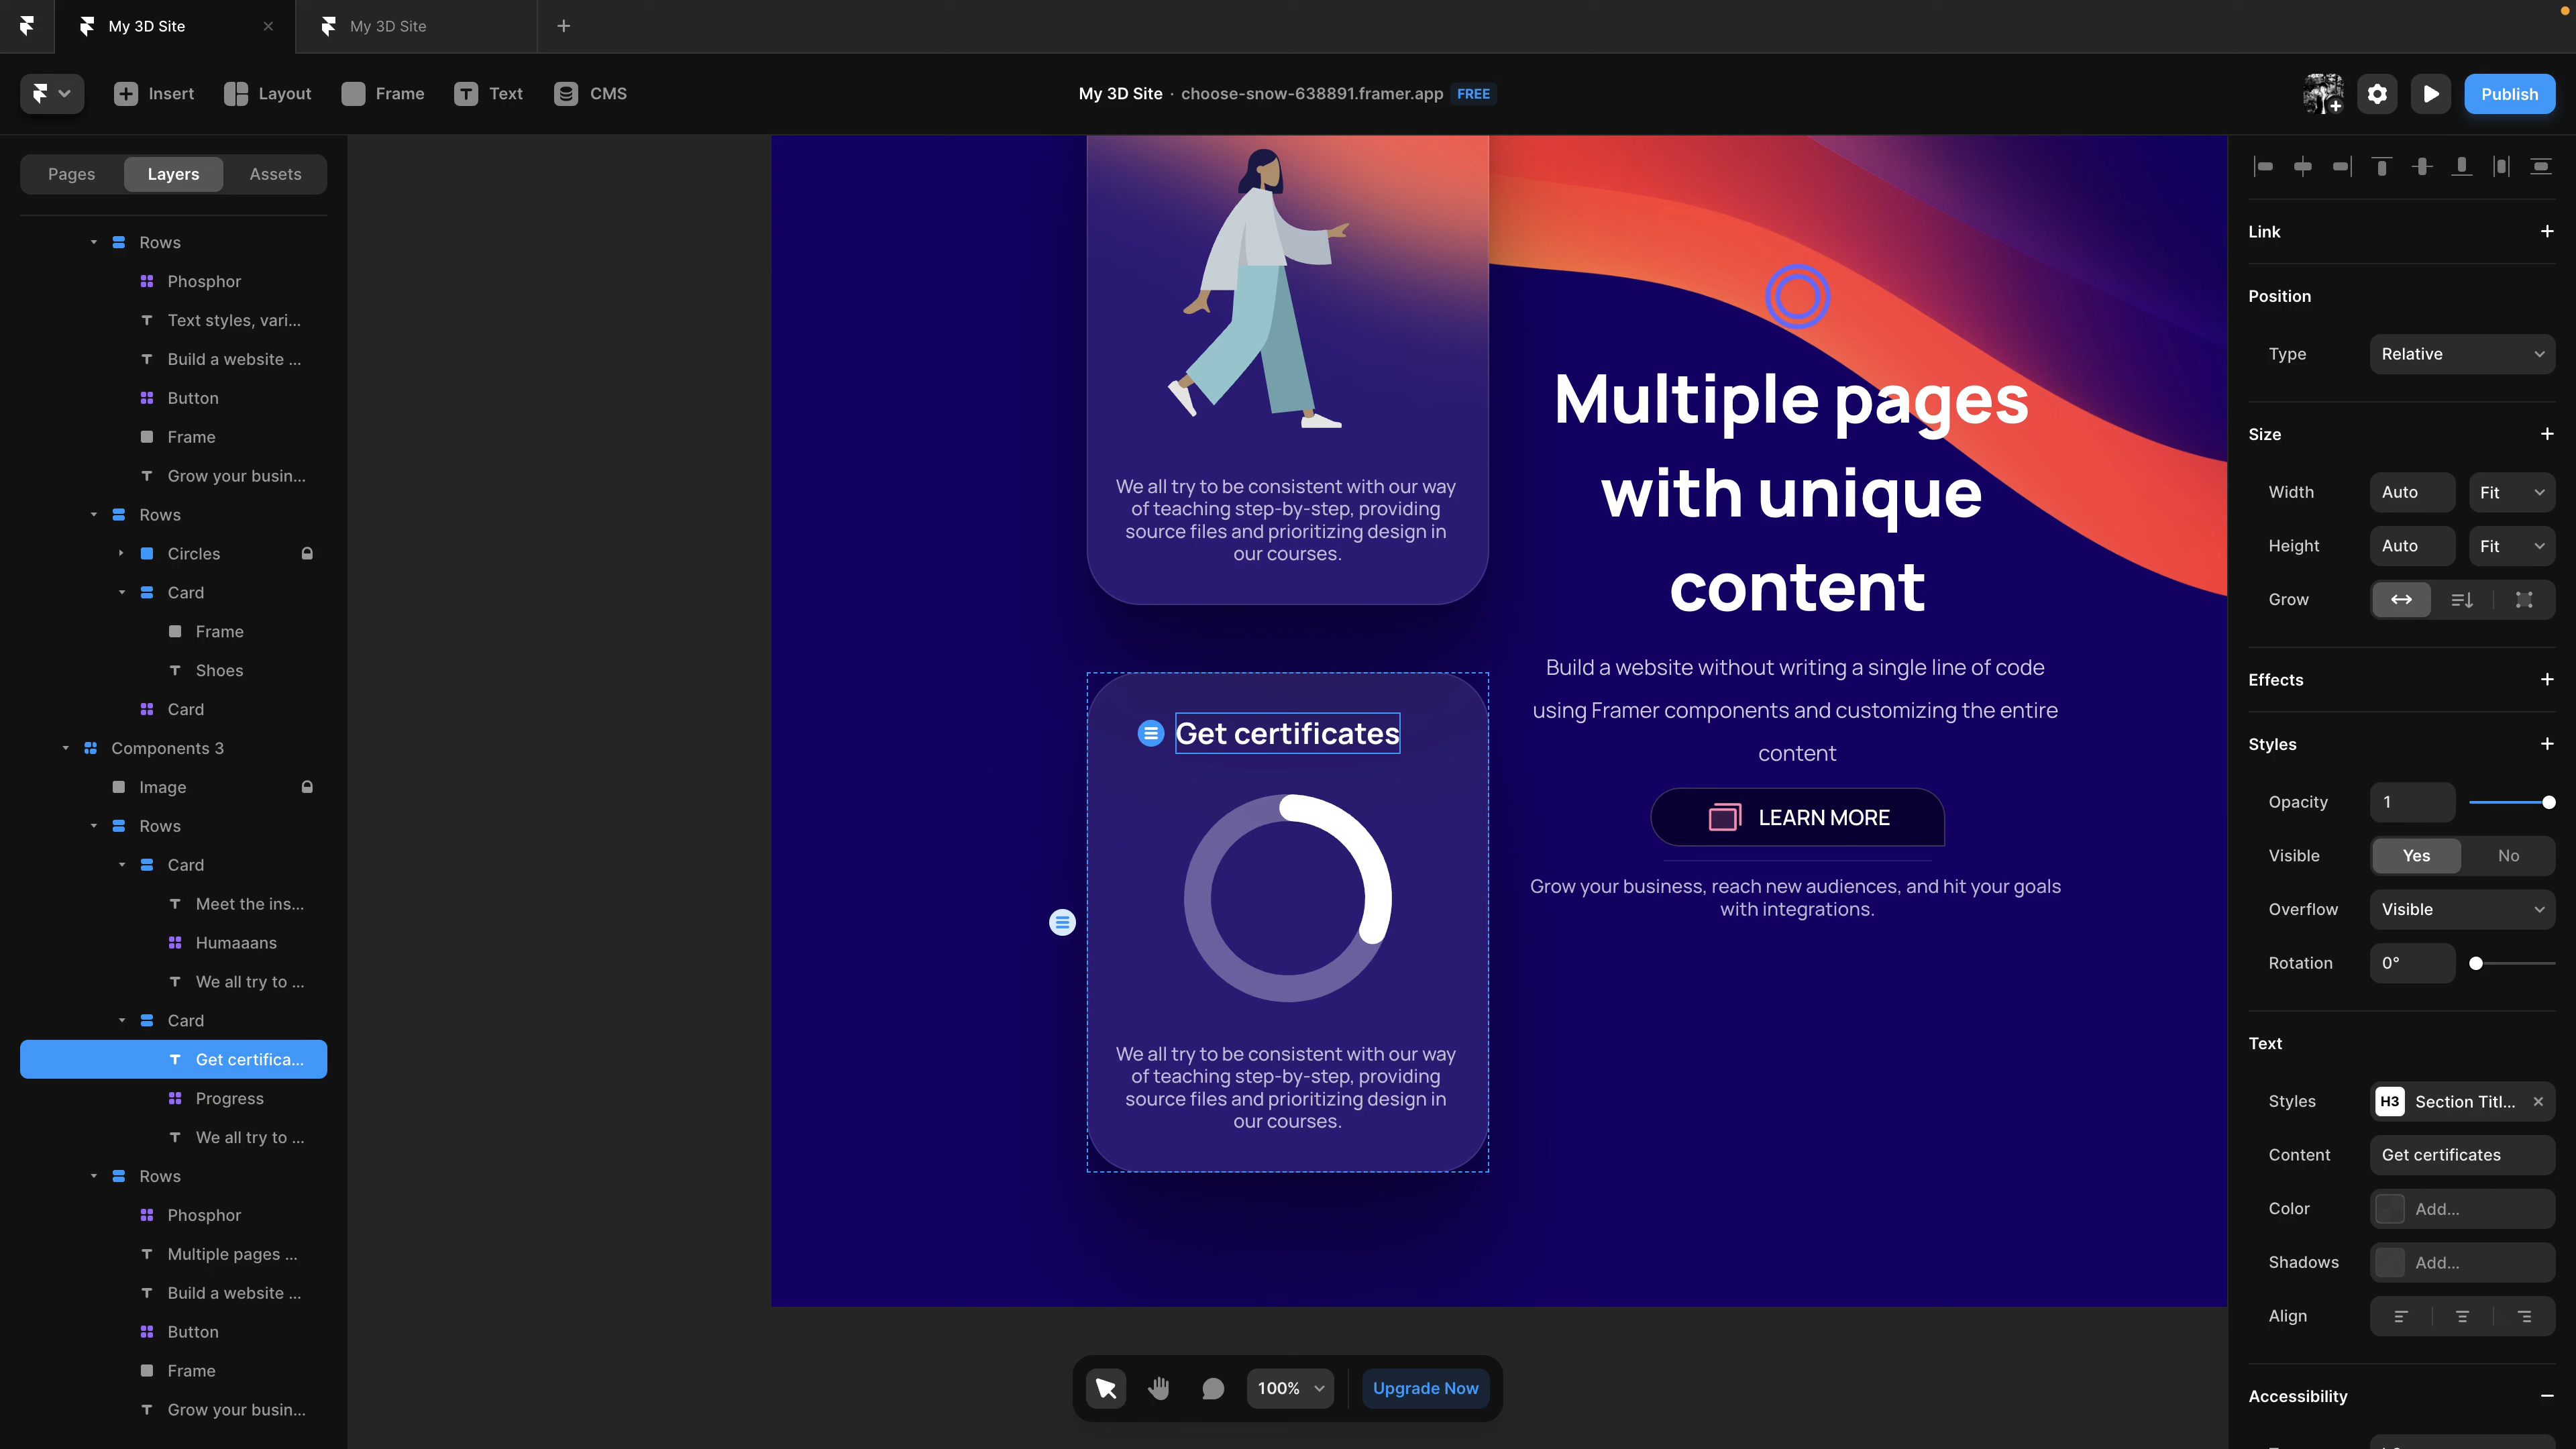 My 3D Site
My 3D Site
Insert
Layout
Frame
Text
CMS
My 3D Site · choose-snow-638891.framer.app FREE
Publish
Pages
Layers
Assets
Rows
Phosphor
Text styles, vari...
Build a website ...
Button
Frame
Grow your busin...
Rows
Circles
Card
Frame
Shoes
Card
Components 3
Image
Rows
Card
Meet the ins...
Humaaans
We all try to ...
Card
Get certifica...
Progress
We all try to ...
Rows
Phosphor
Multiple pages ...
Build a website ...
Button
Frame
Grow your busin...
We all try to be consistent with our way
of teaching step-by-step, providing
source files and prioritizing design in
our courses.
Get certificates
We all try to be consistent with our way
of teaching step-by-step, providing
source files and prioritizing design in
our courses.
Multiple pages
with unique
content
Build a website without writing a single line of code
using Framer components and customizing the entire
content
LEARN MORE
Grow your business, reach new audiences, and hit your goals
with integrations.
100%
Upgrade Now
Link
Position
Type
Relative
Size
Width
Auto
Fit
Height
Auto
Fit
Grow
Effects
Styles
Opacity
1
Visible
Yes
No
Overflow
Visible
Rotation
0°
Text
Styles
H3 Section Titl...
Content
Get certificates
Color
Add...
Shadows
Add...
Align
Accessibility